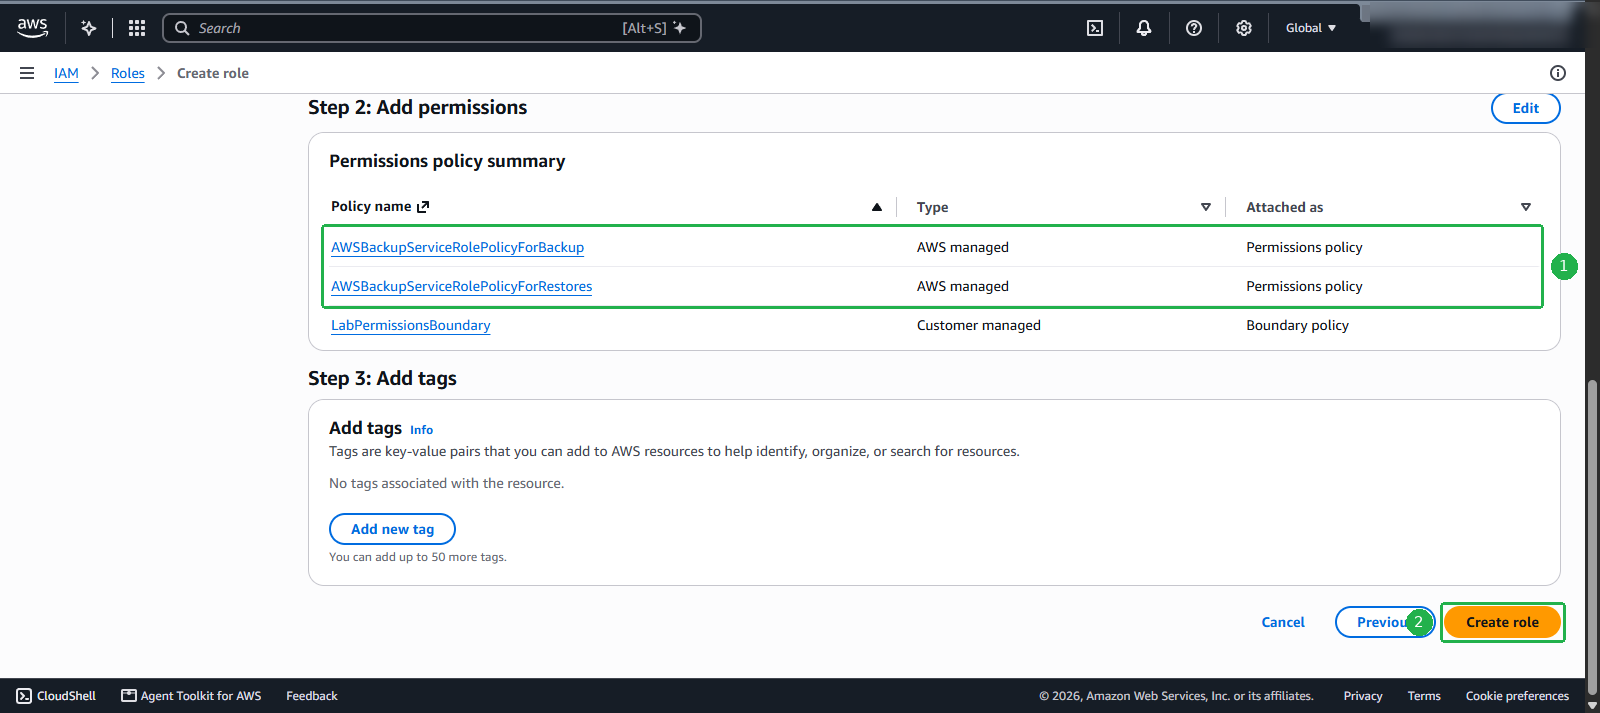 aws
Search [Alt+S]
Global
IAM Roles Create role
Step 2: Add permissions
Edit
Permissions policy summary
Policy name Type Attached as
AWSBackupServiceRolePolicyForBackup AWS managed Permissions policy
1
AWSBackupServiceRolePolicyForRestores AWS managed Permissions policy
LabPermissionsBoundary Customer managed Boundary policy
Step 3: Add tags
Add tags Info
Tags are key-value pairs that you can add to AWS resources to help identify, organize, or search for resources.
No tags associated with the resource.
Add new tag
You can add up to 50 more tags.
Cancel Previou 2 Create role
CloudShell Agent Toolkit for AWS Feedback © 2026, Amazon Web Services, Inc. or its affiliates. Privacy Terms Cookie preferences